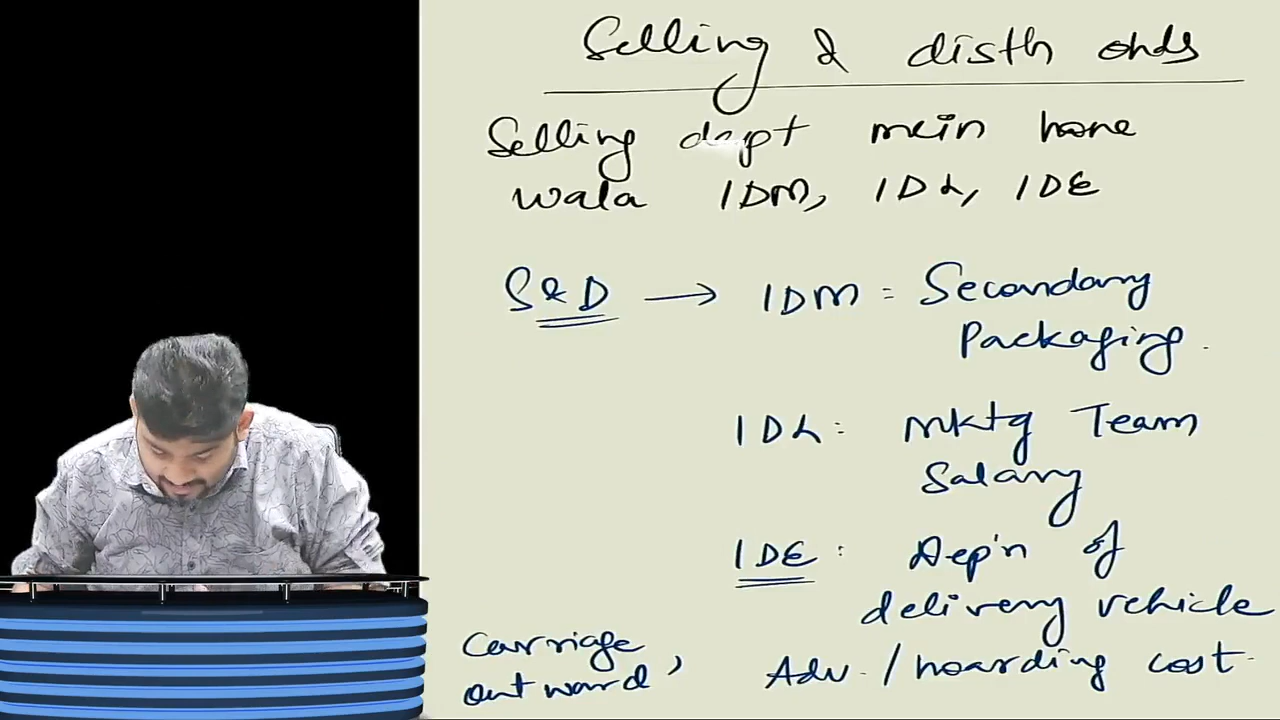 Selling & distn ohds
Selling dept mein hone
wala IDM, IDL, IDE
S&D → IDM = Secondary
Packaging.
IDL: Mktg Team
Salary
IDE: Dep'n of
delivery vehicle
Carriage
outward, Adv. / hoarding cost.